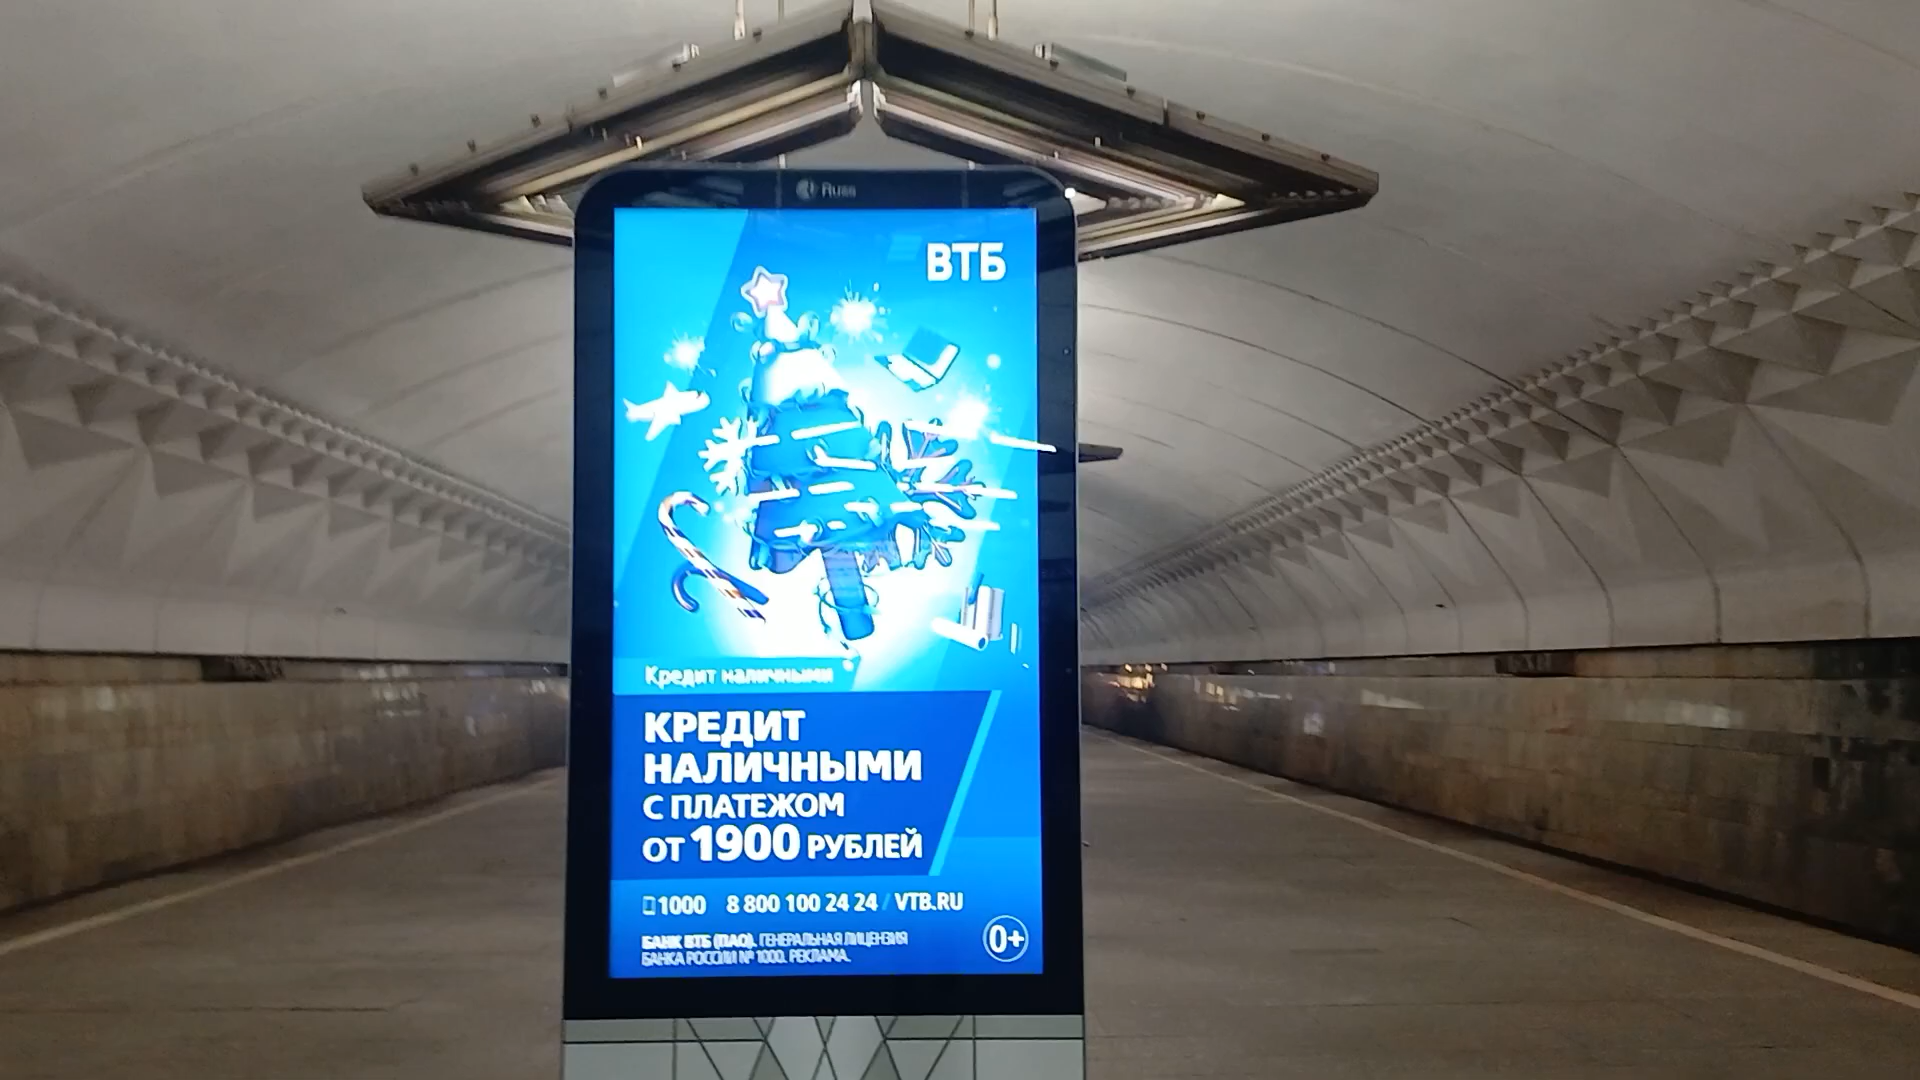 Russ
ВТБ
Кредит наличными
КРЕДИТ
НАЛИЧНЫМИ
С ПЛАТЕЖОМ
ОТ 1900 РУБЛЕЙ
1000 8 800 100 24 24 / VTB.RU
БАНК ВТБ (ПАО). ГЕНЕРАЛЬНАЯ ЛИЦЕНЗИЯ
БАНКА РОССИИ № 1000. РЕКЛАМА.
0+